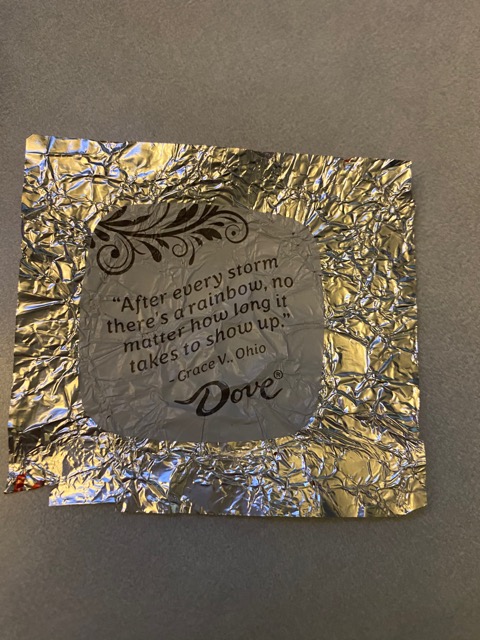 “After every storm
there's a rainbow, no
matter how long it
takes to show up.”
-Grace V., Ohio
Dove®